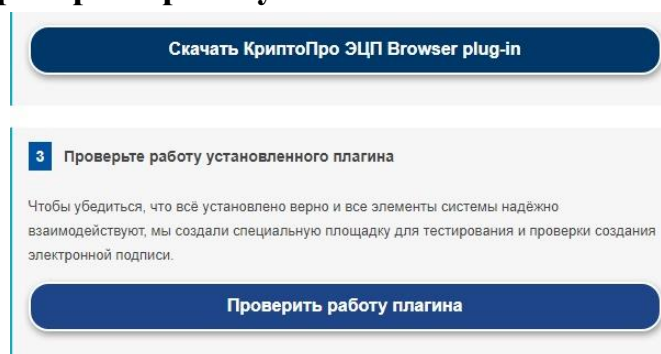 Скачать КриптоПро ЭЦП Browser plug-in
3 Проверьте работу установленного плагина
Чтобы убедиться, что всё установлено верно и все элементы системы надёжно
взаимодействуют, мы создали специальную площадку для тестирования и проверки создания
электронной подписи.
Проверить работу плагина